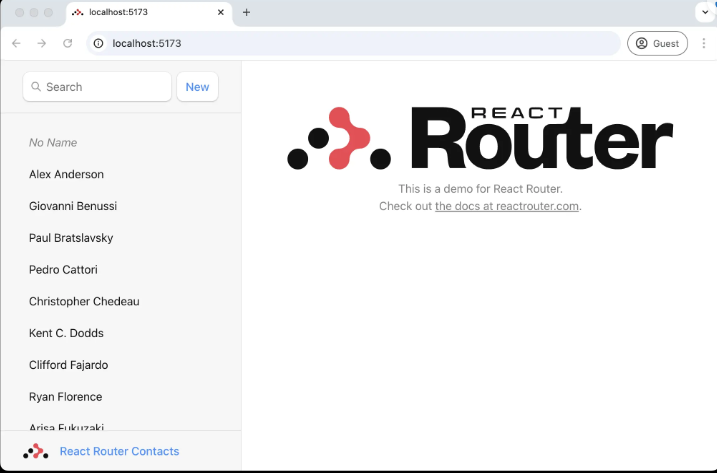 localhost:5173
localhost:5173
Guest
Search
New
No Name
Alex Anderson
Giovanni Benussi
Paul Bratslavsky
Pedro Cattori
Christopher Chedeau
Kent C. Dodds
Clifford Fajardo
Ryan Florence
Arisa Fukuzaki
React Router Contacts
REACT
Router
This is a demo for React Router.
Check out the docs at reactrouter.com.